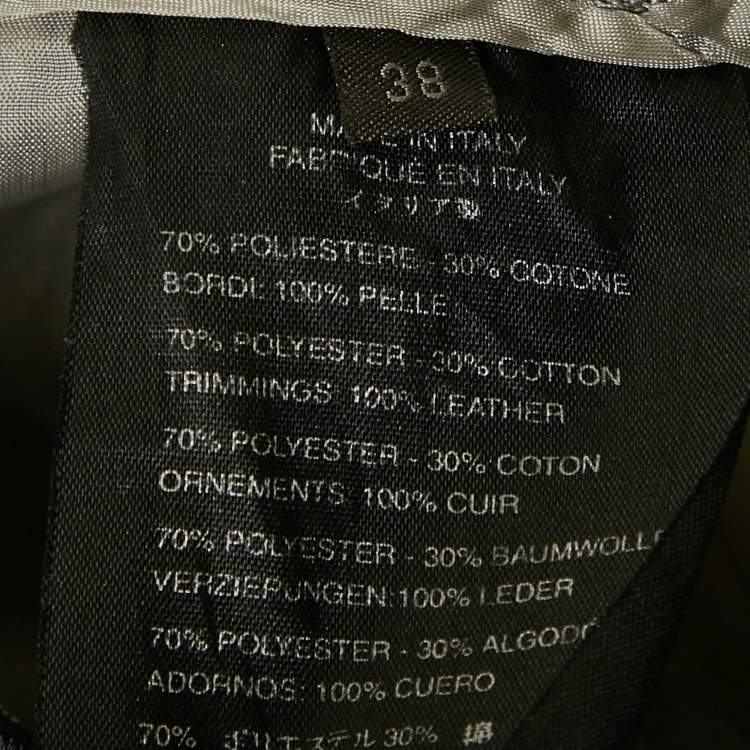 38
MADE IN ITALY
FABRIQUE EN ITALY
イタリア製
70% POLIESTERE - 30% COTONE
BORDI: 100% PELLE
70% POLYESTER - 30% COTTON
TRIMMINGS: 100% LEATHER
70% POLYESTER - 30% COTON
ORNEMENTS: 100% CUIR
70% POLYESTER - 30% BAUMWOLLE
VERZIERUNGEN: 100% LEDER
70% POLYESTER - 30% ALGODÓ
ADORNOS: 100% CUERO
70% ポリエステル 30% 綿